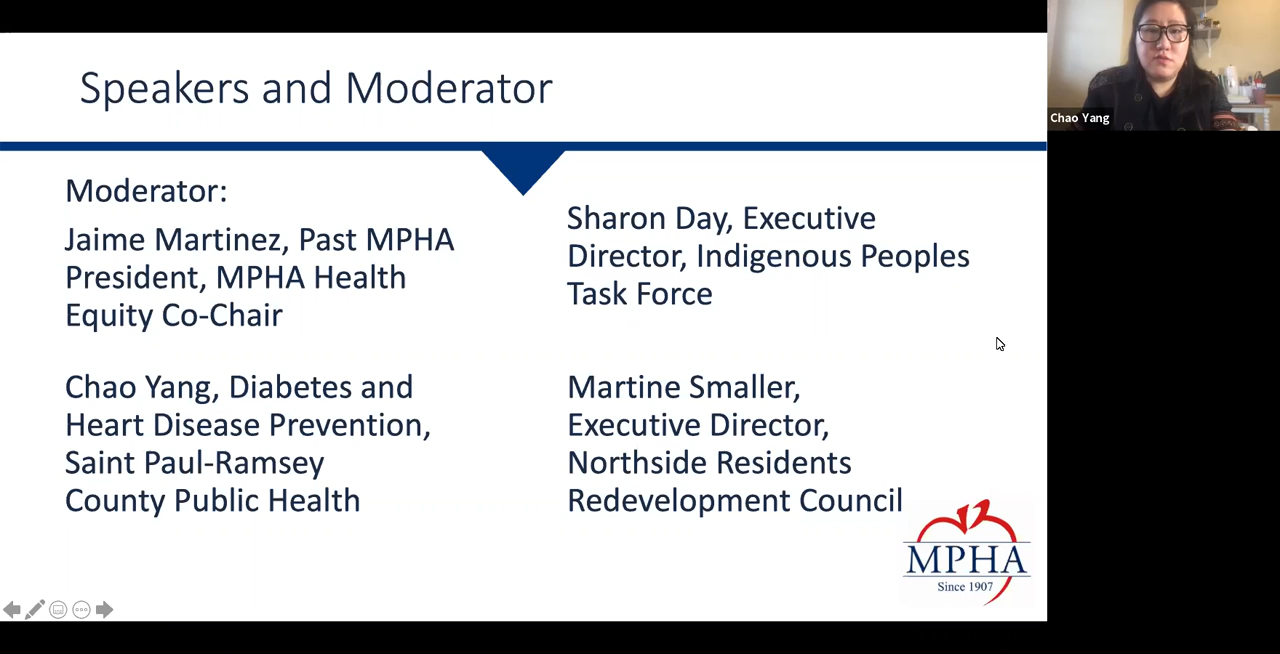 Speakers and Moderator
Moderator:
Jaime Martinez, Past MPHA
President, MPHA Health
Equity Co-Chair
Chao Yang, Diabetes and
Heart Disease Prevention,
Saint Paul-Ramsey
County Public Health
Sharon Day, Executive
Director, Indigenous Peoples
Task Force
Martine Smaller,
Executive Director,
Northside Residents
Redevelopment Council
MPHA
Since 1907
Chao Yang